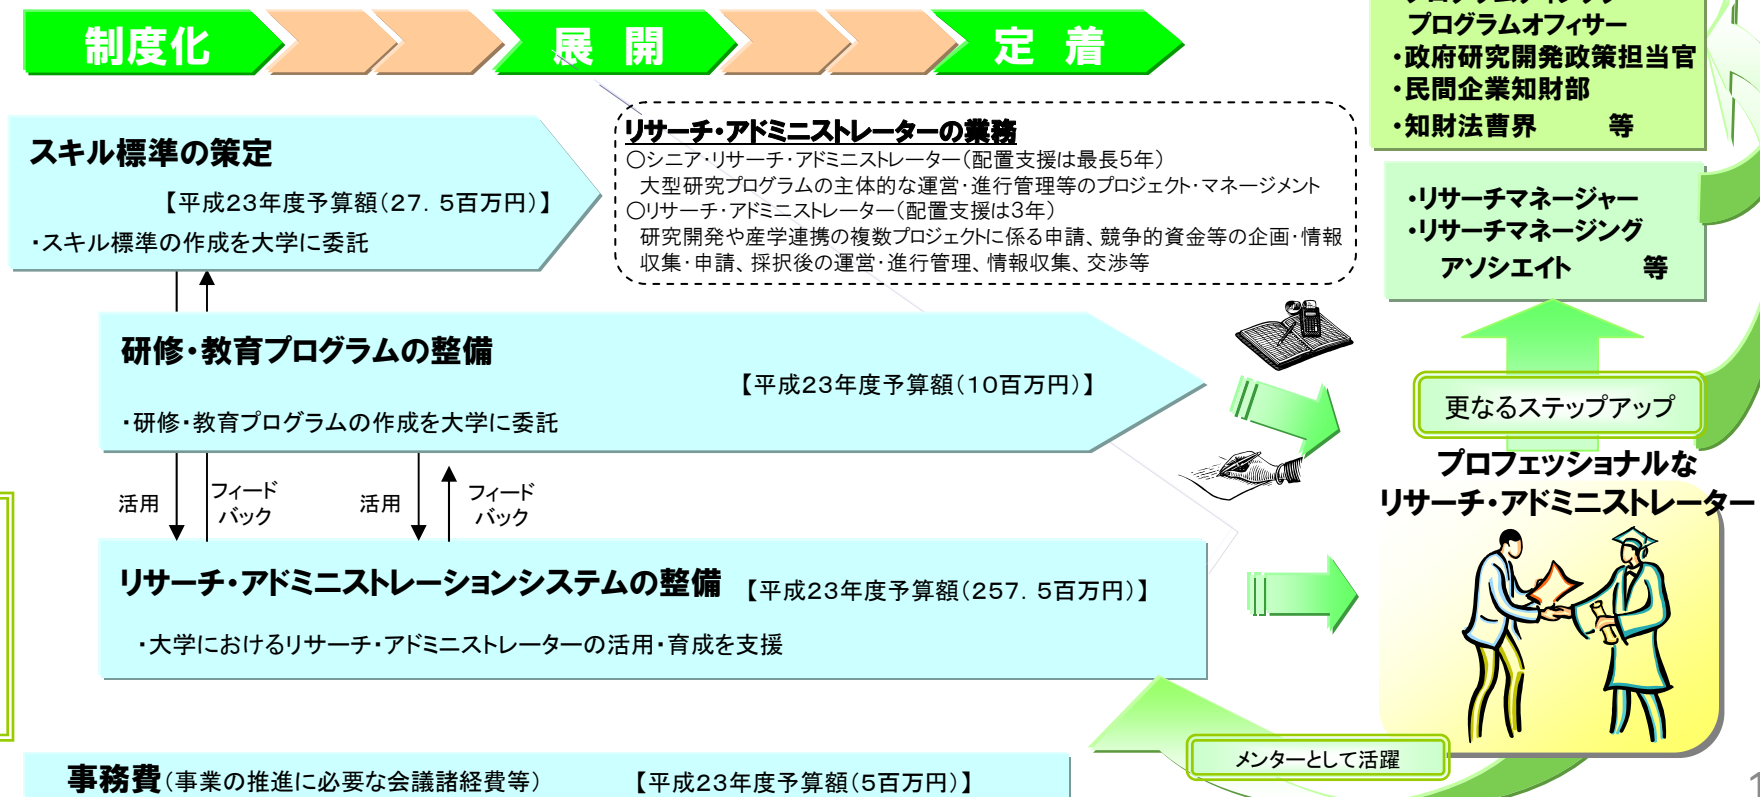 制度化
展 開
定 着
スキル標準の策定
【平成23年度予算額(27.5百万円)】
・スキル標準の作成を大学に委託
リサーチ・アドミニストレーターの業務
○シニア・リサーチ・アドミニストレーター(配置支援は最長5年)
大型研究プログラムの主体的な運営・進行管理等のプロジェクト・マネージメント
○リサーチ・アドミニストレーター(配置支援は3年)
研究開発や産学連携の複数プロジェクトに係る申請、競争的資金等の企画・情報
収集・申請、採択後の運営・進行管理、情報収集、交渉等
プログラムオフィサー
・政府研究開発政策担当官
・民間企業知財部
・知財法曹界 等
・リサーチマネージャー
・リサーチマネージング
アソシエイト 等
研修・教育プログラムの整備
【平成23年度予算額(10百万円)】
・研修・教育プログラムの作成を大学に委託
更なるステップアップ
プロフェッショナルな
リサーチ・アドミニストレーター
活用
フィード
バック
活用
フィード
バック
リサーチ・アドミニストレーションシステムの整備 【平成23年度予算額(257.5百万円)】
・大学におけるリサーチ・アドミニストレーターの活用・育成を支援
メンターとして活躍
事務費(事業の推進に必要な会議諸経費等) 【平成23年度予算額(5百万円)】